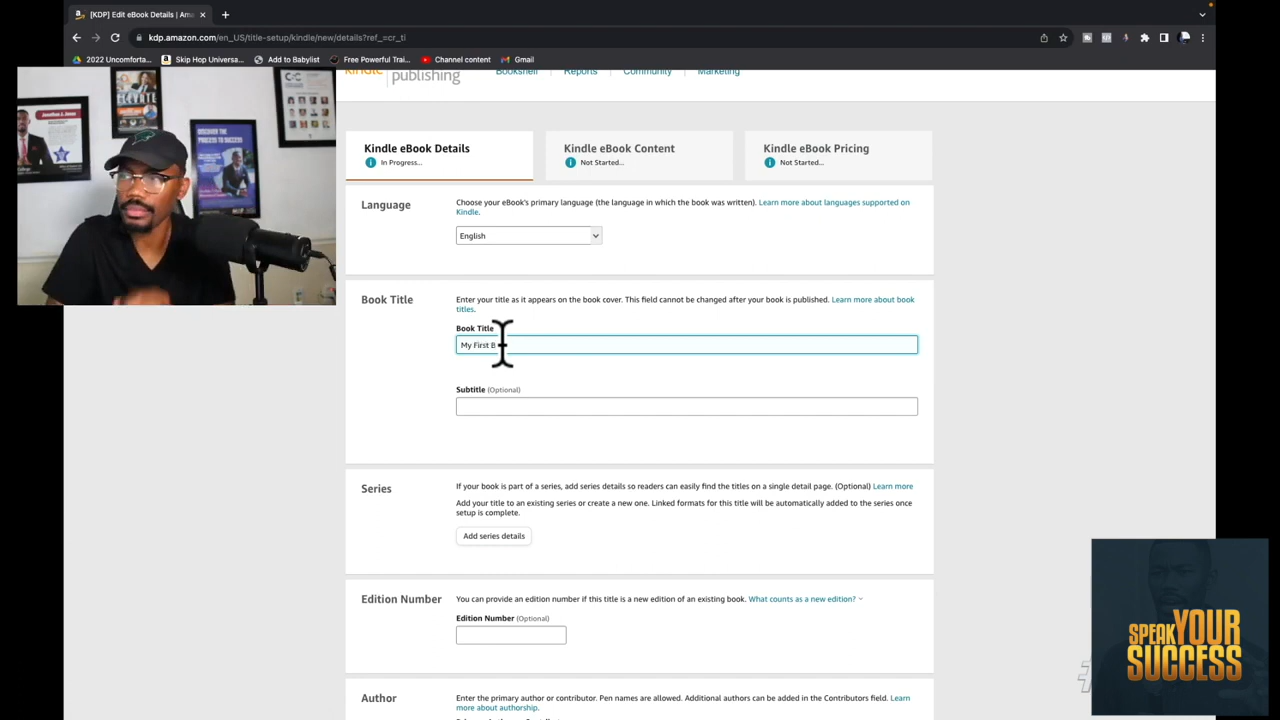 [KDP] Edit eBook Details | Ama
kdp.amazon.com/en_US/title-setup/kindle/new/details?ref_=cr_ti
2022 Uncomforta...
Skip Hop Universa...
Add to Babylist
Free Powerful Trai...
Channel content
Gmail
kindle
publishing
Bookshelf
Reports
Community
Marketing
ELEVATE
DISCOVER THE
PROCESS TO SUCCESS
Kindle eBook Details
In Progress...
Kindle eBook Content
Not Started...
Kindle eBook Pricing
Not Started...
Language
Choose your eBook's primary language (the language in which the book was written). Learn more about languages supported on
Kindle.
English
Book Title
Enter your title as it appears on the book cover. This field cannot be changed after your book is published. Learn more about book
titles.
Book Title
My First B
Subtitle (Optional)
Series
If your book is part of a series, add series details so readers can easily find the titles on a single detail page. (Optional) Learn more
Add your title to an existing series or create a new one. Linked formats for this title will be automatically added to the series once
setup is complete.
Add series details
Edition Number
You can provide an edition number if this title is a new edition of an existing book. What counts as a new edition?
Edition Number (Optional)
Author
Enter the primary author or contributor. Pen names are allowed. Additional authors can be added in the Contributors field. Learn
more about authorship.
SPEAK YOUR
SUCCESS
#